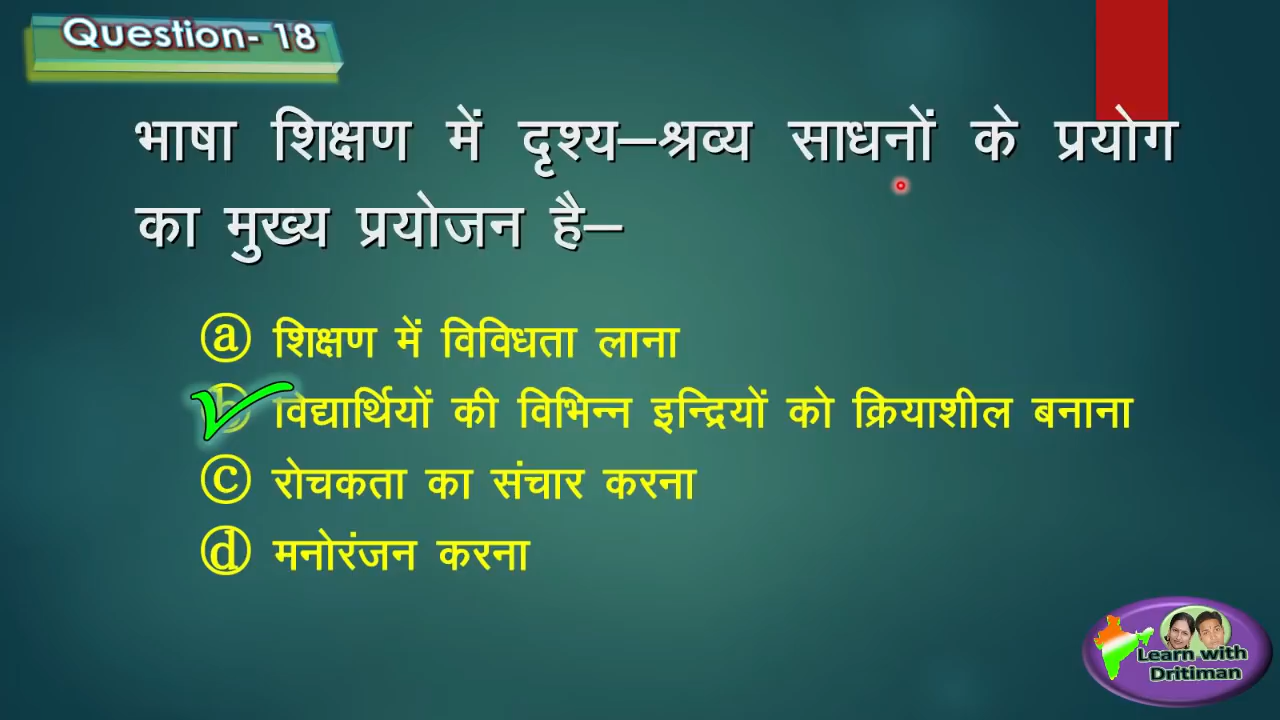 Question- 18
भाषा शिक्षण में दृश्य–श्रव्य साधनों के प्रयोग
का मुख्य प्रयोजन है–
ⓐ शिक्षण में विविधता लाना
ⓑ विद्यार्थियों की विभिन्न इन्द्रियों को क्रियाशील बनाना
ⓒ रोचकता का संचार करना
ⓓ मनोरंजन करना
Learn with
Dritiman